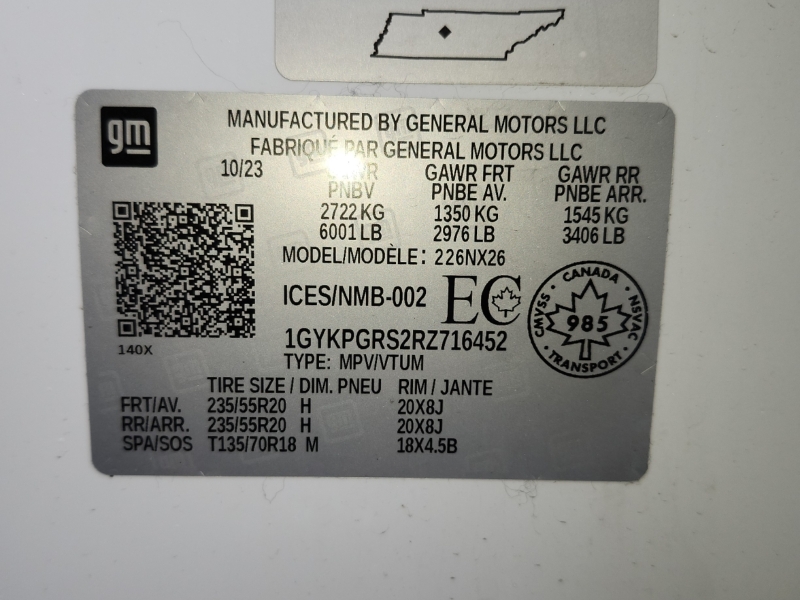 gm
MANUFACTURED BY GENERAL MOTORS LLC
FABRIQUÉ PAR GENERAL MOTORS LLC
10/23 GVWR GAWR FRT GAWR RR
PNBV PNBE AV. PNBE ARR.
2722 KG 1350 KG 1545 KG
6001 LB 2976 LB 3406 LB
MODEL/MODÈLE: 226NX26
ICES/NMB-002 EC
CANADA
CMVSS 985 NSVAC
TRANSPORT
1GYKPGRS2RZ716452
140X
TYPE: MPV/VTUM
TIRE SIZE / DIM. PNEU RIM / JANTE
FRT/AV. 235/55R20 H 20X8J
RR/ARR. 235/55R20 H 20X8J
SPA/SOS T135/70R18 M 18X4.5B